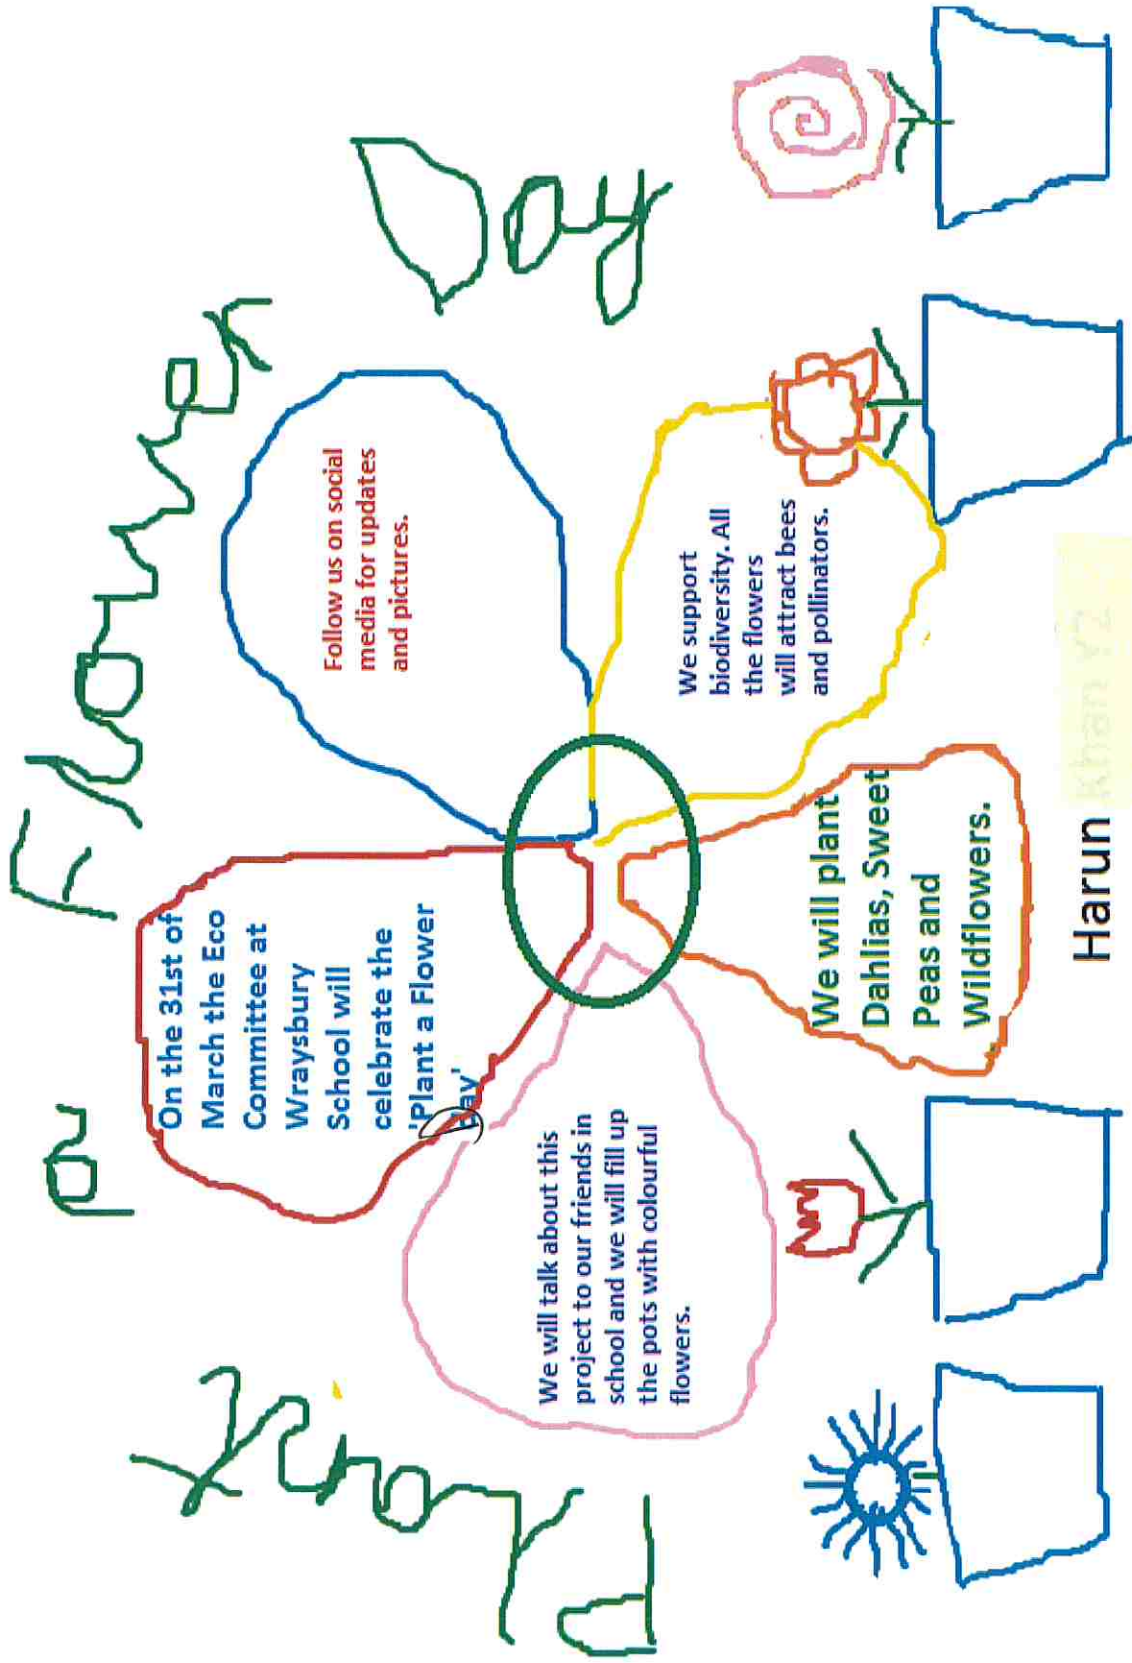 Plant a Flower Day
On the 31st of
March the Eco
Committee at
Wraysbury
School will
celebrate the
'Plant a Flower
Day'
Follow us on social
media for updates
and pictures.
We will talk about this
project to our friends in
school and we will fill up
the pots with colourful
flowers.
We support
biodiversity. All
the flowers
will attract bees
and pollinators.
We will plant
Dahlias, Sweet
Peas and
Wildflowers.
Harun Khan Y2